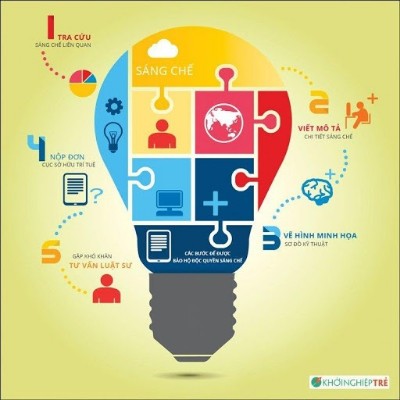 1 TRA CỨU
SÁNG CHẾ LIÊN QUAN
SÁNG CHẾ
2
VIẾT MÔ TẢ
CHI TIẾT SÁNG CHẾ
4 NỘP ĐƠN
CỤC SỞ HỮU TRÍ TUỆ
?
3 VẼ HÌNH MINH HỌA
SƠ ĐỒ KỸ THUẬT
5 GẶP KHÓ KHĂN
TƯ VẤN LUẬT SƯ
CÁC BƯỚC ĐỂ ĐƯỢC
BẢO HỘ ĐỘC QUYỀN SÁNG CHẾ
KHỞINGHIỆPTRẺ